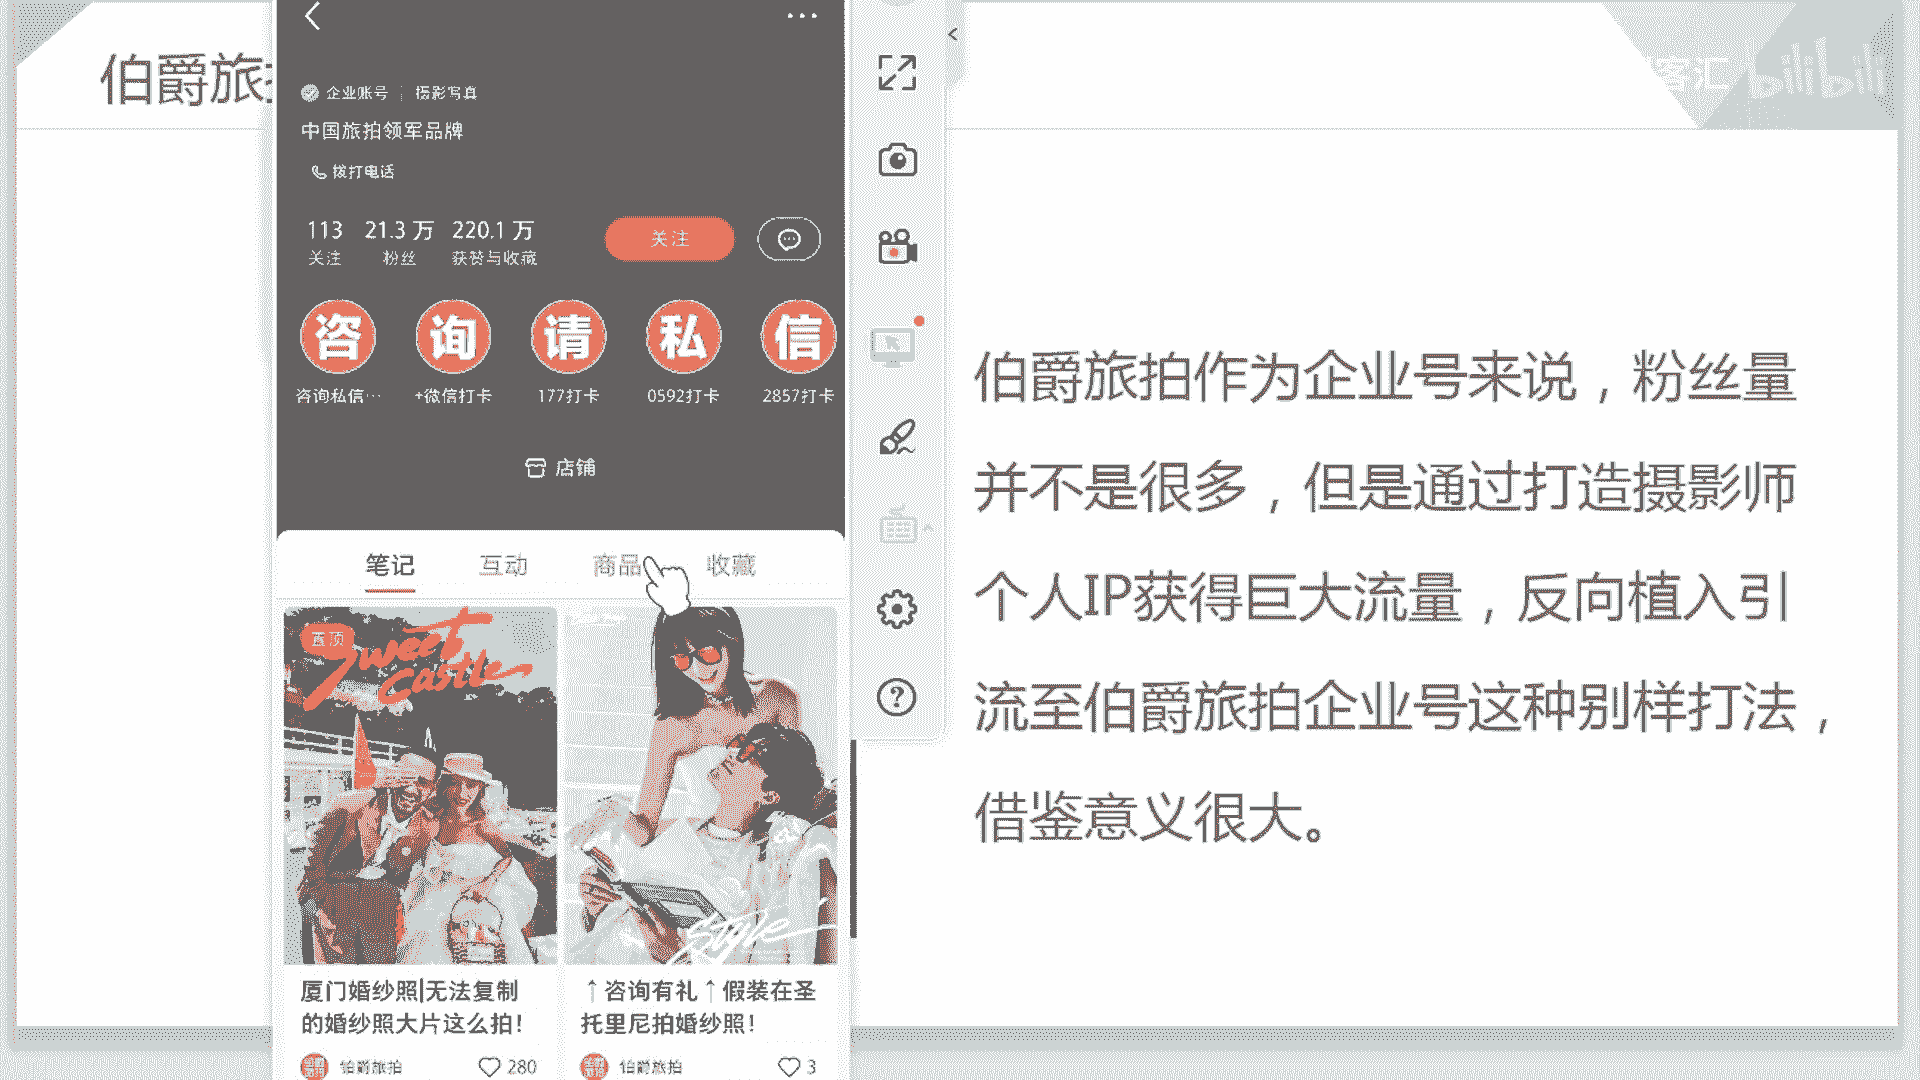 伯爵旅
客汇 bilibili
企业账号 | 摄影写真
中国旅拍领军品牌
拨打电话
113 21.3万 220.1万
关注 粉丝 获赞与收藏
关注
咨 询 请 私 信
咨询私信… +微信打卡 177打卡 0592打卡 2857打卡
店铺
笔记 互动 商品 收藏
置顶
Sweet
Castle
Style
厦门婚纱照|无法复制
的婚纱照大片这么拍!
伯爵旅拍 280
↑咨询有礼↑假装在圣
托里尼拍婚纱照!
伯爵旅拍 3
伯爵旅拍作为企业号来说，粉丝量
并不是很多，但是通过打造摄影师
个人IP获得巨大流量，反向植入引
流至伯爵旅拍企业号这种别样打法，
借鉴意义很大。